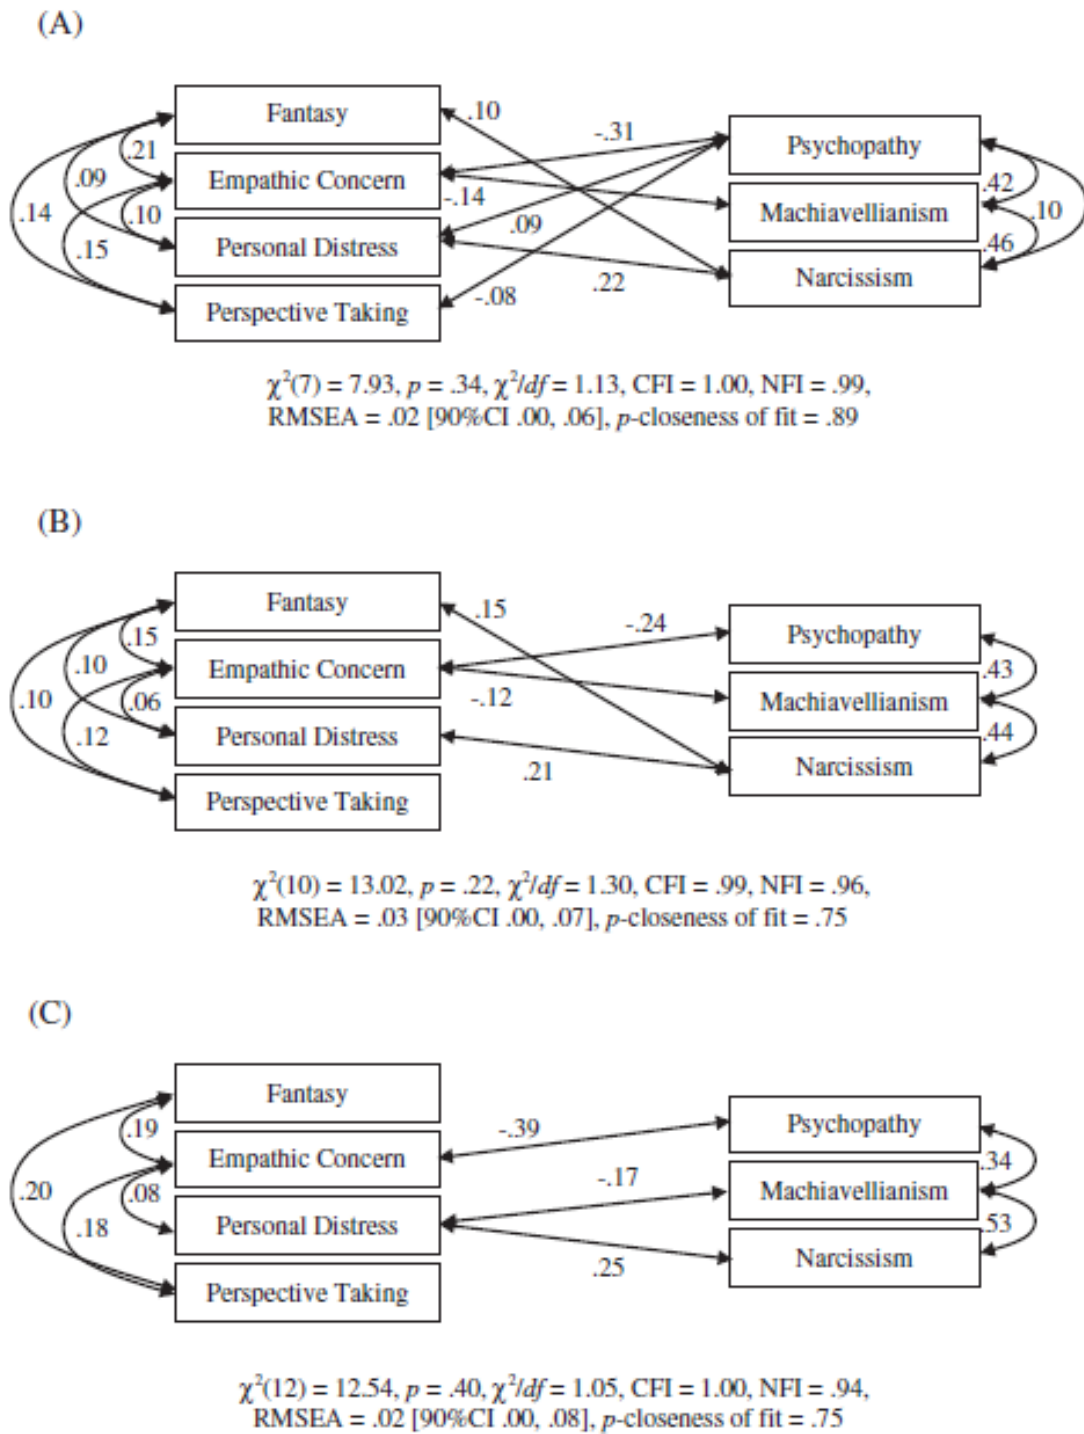 (A)
Fantasy
.10
-.31
Psychopathy
.21
Empathic Concern
.09
-.14
.42
Machiavellianism
.10
.14
.10
.09
Personal Distress
.15
.46
Narcissism
.22
-.08
Perspective Taking
χ²(7) = 7.93, p = .34, χ²/df = 1.13, CFI = 1.00, NFI = .99,
RMSEA = .02 [90%CI .00, .06], p-closeness of fit = .89
(B)
Fantasy
.15
-.24
Psychopathy
.15
.10
Empathic Concern
.43
.10
.06
-.12
Machiavellianism
.12
Personal Distress
.44
.21
Narcissism
Perspective Taking
χ²(10) = 13.02, p = .22, χ²/df = 1.30, CFI = .99, NFI = .96,
RMSEA = .03 [90%CI .00, .07], p-closeness of fit = .75
(C)
Fantasy
.19
-.39
Psychopathy
Empathic Concern
.34
.20
.08
-.17
Machiavellianism
.18
Personal Distress
.53
.25
Narcissism
Perspective Taking
χ²(12) = 12.54, p = .40, χ²/df = 1.05, CFI = 1.00, NFI = .94,
RMSEA = .02 [90%CI .00, .08], p-closeness of fit = .75